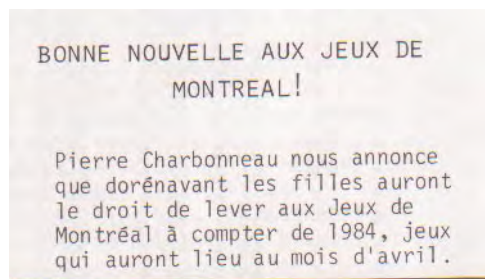 BONNE NOUVELLE AUX JEUX DE
MONTREAL!
Pierre Charbonneau nous annonce
que dorénavant les filles auront
le droit de lever aux Jeux de
Montréal à compter de 1984, jeux
qui auront lieu au mois d'avril.